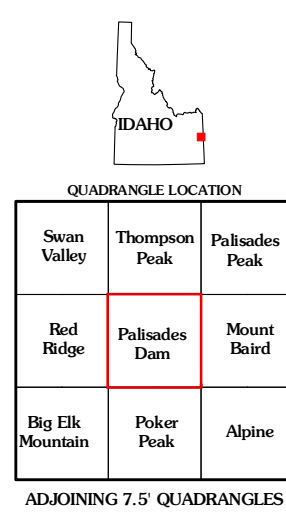 IDAHO
QUADRANGLE LOCATION
Swan
Valley
Thompson
Peak
Palisades
Peak
Red
Ridge
Palisades
Dam
Mount
Baird
Big Elk
Mountain
Poker
Peak
Alpine
ADJOINING 7.5' QUADRANGLES